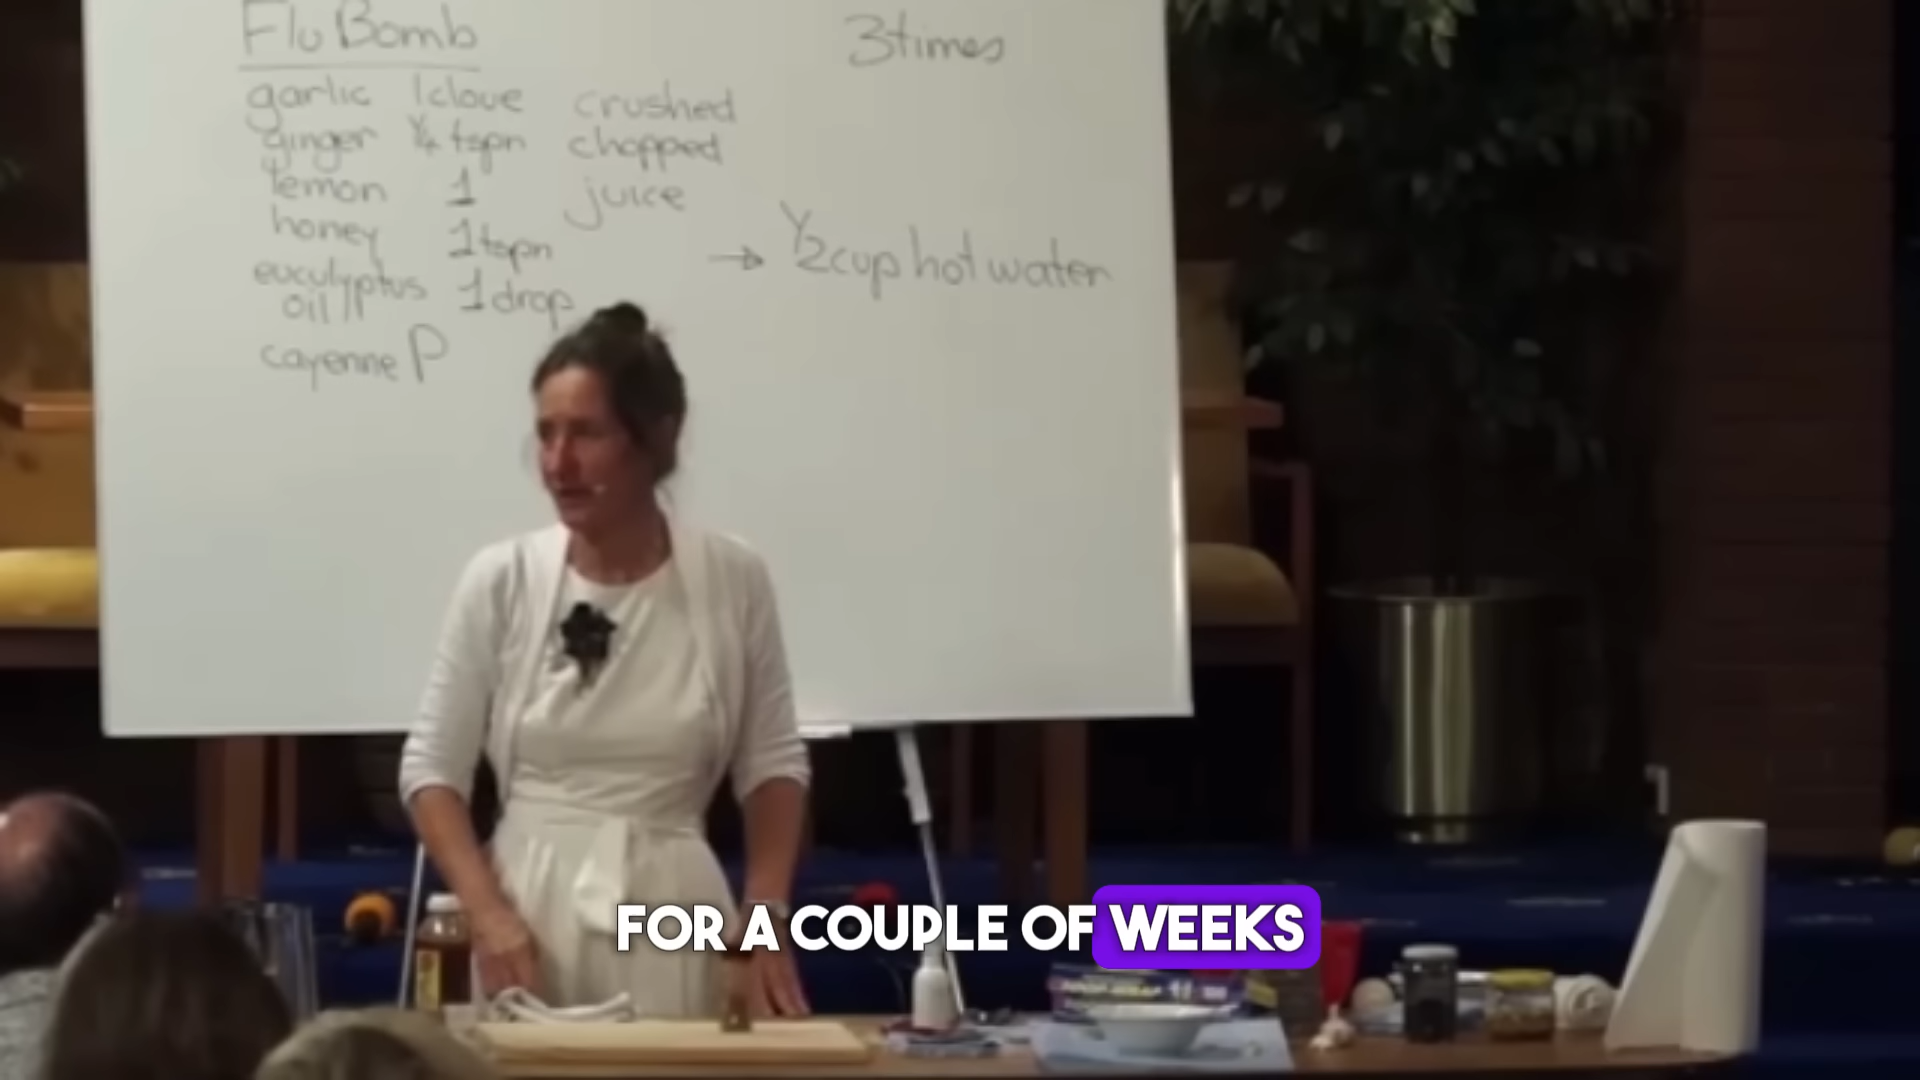 Flu Bomb
3times
garlic 1clove crushed
ginger 1/4 tspn chopped
lemon 1 juice
honey 1tspn
→ 1/2cup hot water
euculyptus 1drop
oil
cayenne P
FOR A COUPLE OF WEEKS